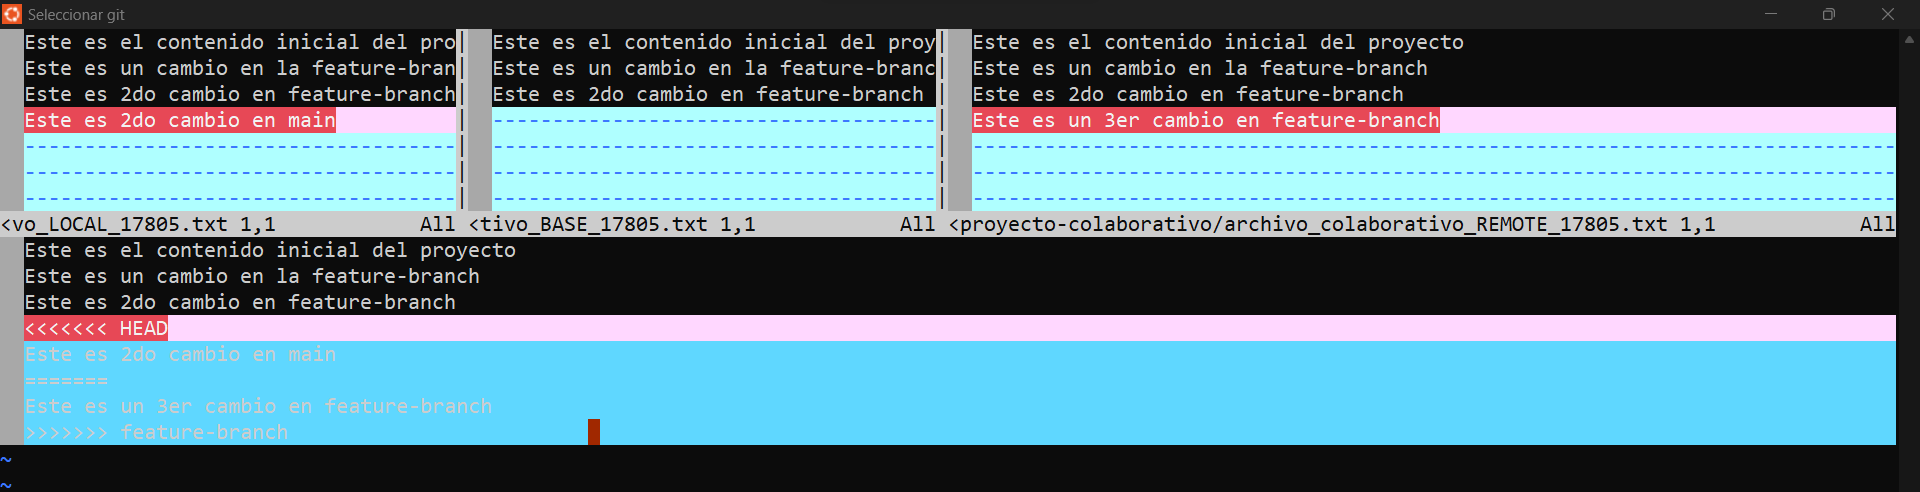 Seleccionar git
Este es el contenido inicial del pro
Este es un cambio en la feature-bran
Este es 2do cambio en feature-branch
Este es 2do cambio en main
------------------------------------
------------------------------------
------------------------------------
<vo_LOCAL_17805.txt 1,1 All
Este es el contenido inicial del proy
Este es un cambio en la feature-branc
Este es 2do cambio en feature-branch
-------------------------------------
-------------------------------------
-------------------------------------
-------------------------------------
<tivo_BASE_17805.txt 1,1 All
Este es el contenido inicial del proyecto
Este es un cambio en la feature-branch
Este es 2do cambio en feature-branch
Este es un 3er cambio en feature-branch
-----------------------------------------------------------------------------
-----------------------------------------------------------------------------
-----------------------------------------------------------------------------
<proyecto-colaborativo/archivo_colaborativo_REMOTE_17805.txt 1,1 All
Este es el contenido inicial del proyecto
Este es un cambio en la feature-branch
Este es 2do cambio en feature-branch
<<<<<<< HEAD
Este es 2do cambio en main
=======
Este es un 3er cambio en feature-branch
>>>>>>> feature-branch
~
~